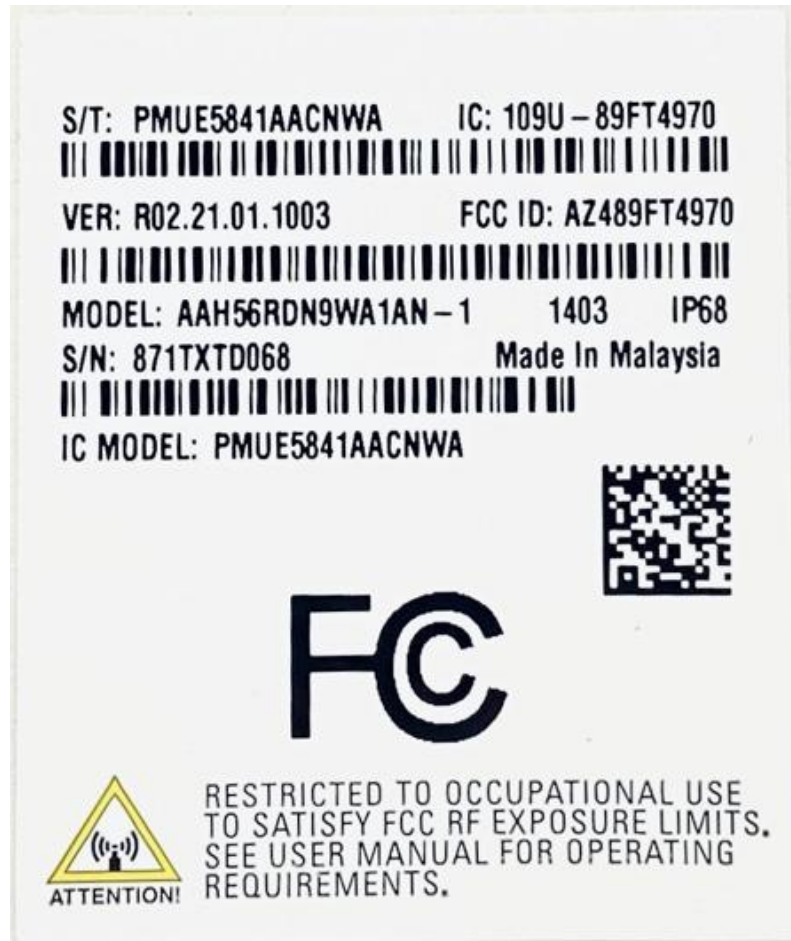 S/T: PMUE5841AACNWA IC: 109U-89FT4970
VER: R02.21.01.1003 FCC ID: AZ489FT4970
MODEL: AAH56RDN9WA1AN-1 1403 IP68
S/N: 871TXTD068 Made In Malaysia
IC MODEL: PMUE5841AACNWA
FC
RESTRICTED TO OCCUPATIONAL USE
TO SATISFY FCC RF EXPOSURE LIMITS.
SEE USER MANUAL FOR OPERATING
REQUIREMENTS.
ATTENTION!